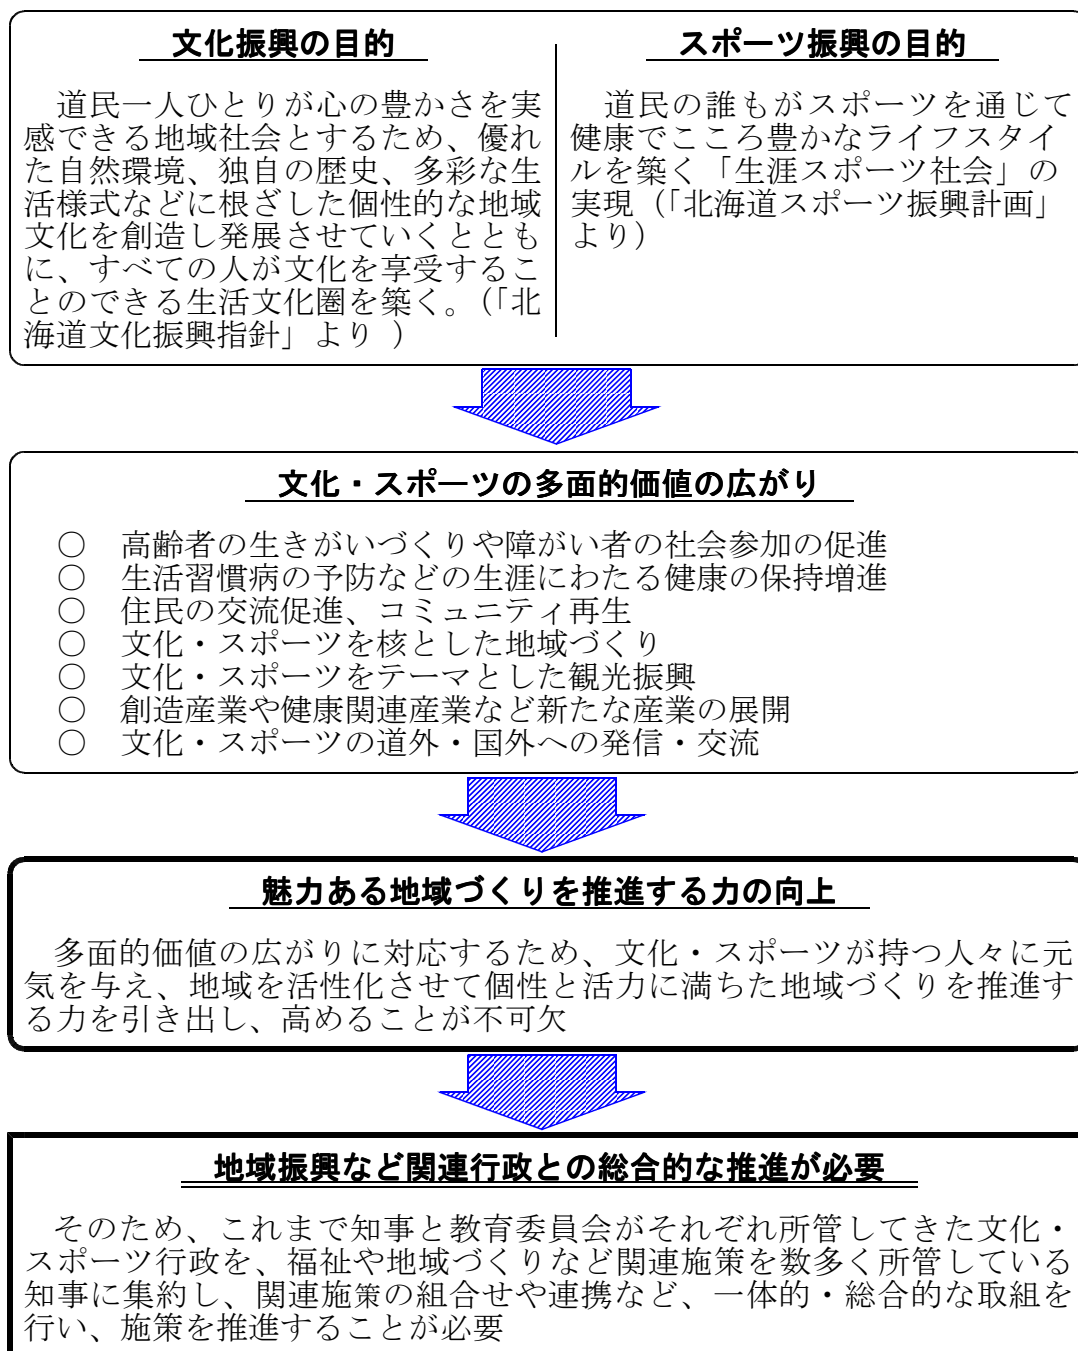 文化振興の目的
道民一人ひとりが心の豊かさを実
感できる地域社会とするため、優れ
た自然環境、独自の歴史、多彩な生
活様式などに根ざした個性的な地域
文化を創造し発展させていくととも
に、すべての人が文化を享受するこ
とのできる生活文化圏を築く。(「北
海道文化振興指針」より )
スポーツ振興の目的
道民の誰もがスポーツを通じて
健康でこころ豊かなライフスタイ
ルを築く「生涯スポーツ社会」の
実現(「北海道スポーツ振興計画」
より)
文化・スポーツの多面的価値の広がり
○ 高齢者の生きがいづくりや障がい者の社会参加の促進
○ 生活習慣病の予防などの生涯にわたる健康の保持増進
○ 住民の交流促進、コミュニティ再生
○ 文化・スポーツを核とした地域づくり
○ 文化・スポーツをテーマとした観光振興
○ 創造産業や健康関連産業など新たな産業の展開
○ 文化・スポーツの道外・国外への発信・交流
魅力ある地域づくりを推進する力の向上
多面的価値の広がりに対応するため、文化・スポーツが持つ人々に元
気を与え、地域を活性化させて個性と活力に満ちた地域づくりを推進す
る力を引き出し、高めることが不可欠
地域振興など関連行政との総合的な推進が必要
そのため、これまで知事と教育委員会がそれぞれ所管してきた文化・
スポーツ行政を、福祉や地域づくりなど関連施策を数多く所管している
知事に集約し、関連施策の組合せや連携など、一体的・総合的な取組を
行い、施策を推進することが必要